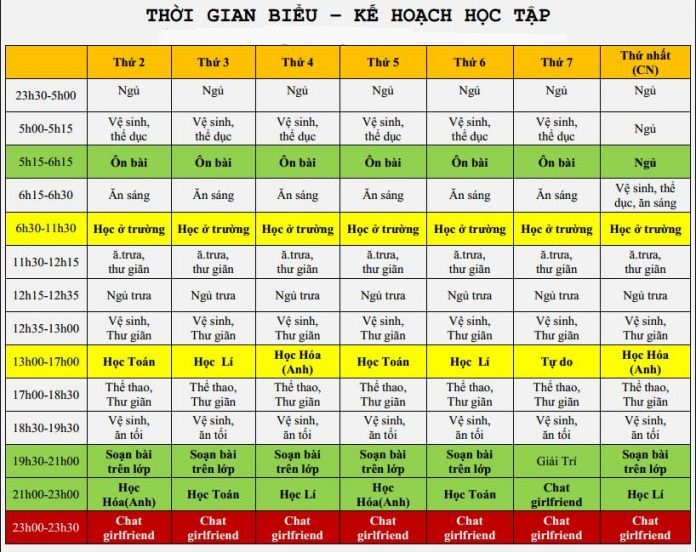 THỜI GIAN BIỂU – KẾ HOẠCH HỌC TẬP
Thứ 2 Thứ 3 Thứ 4 Thứ 5 Thứ 6 Thứ 7 Thứ nhất (CN)
23h30-5h00 Ngủ Ngủ Ngủ Ngủ Ngủ Ngủ Ngủ
5h00-5h15 Vệ sinh, thể dục Vệ sinh, thể dục Vệ sinh, thể dục Vệ sinh, thể dục Vệ sinh, thể dục Vệ sinh, thể dục Ngủ
5h15-6h15 Ôn bài Ôn bài Ôn bài Ôn bài Ôn bài Ôn bài Ngủ
6h15-6h30 Ăn sáng Ăn sáng Ăn sáng Ăn sáng Ăn sáng Ăn sáng Vệ sinh, thể dục, ăn sáng
6h30-11h30 Học ở trường Học ở trường Học ở trường Học ở trường Học ở trường Học ở trường Học ở trường
11h30-12h15 ă.trưa, thư giãn ă.trưa, thư giãn ă.trưa, thư giãn ă.trưa, thư giãn ă.trưa, thư giãn ă.trưa, thư giãn ă.trưa, thư giãn
12h15-12h35 Ngủ trưa Ngủ trưa Ngủ trưa Ngủ trưa Ngủ trưa Ngủ trưa Ngủ trưa
12h35-13h00 Vệ sinh, Thư giãn Vệ sinh, Thư giãn Vệ sinh, Thư giãn Vệ sinh, Thư giãn Vệ sinh, Thư giãn Vệ sinh, Thư giãn Vệ sinh, Thư giãn
13h00-17h00 Học Toán Học Lí Học Hóa (Anh) Học Toán Học Lí Tự do Học Hóa (Anh)
17h00-18h30 Thể thao, Thư giãn Thể thao, Thư giãn Thể thao, Thư giãn Thể thao, Thư giãn Thể thao, Thư giãn Thể thao, Thư giãn Thể thao, Thư giãn
18h30-19h30 Vệ sinh, ăn tối Vệ sinh, ăn tối Vệ sinh, ăn tối Vệ sinh, ăn tối Vệ sinh, ăn tối Vệ sinh, ăn tối Vệ sinh, ăn tối
19h30-21h00 Soạn bài trên lớp Soạn bài trên lớp Soạn bài trên lớp Soạn bài trên lớp Soạn bài trên lớp Giải Trí Soạn bài trên lớp
21h00-23h00 Học Hóa(Anh) Học Toán Học Lí Học Hóa(Anh) Học Toán Chat girlfriend Học Lí
23h00-23h30 Chat girlfriend Chat girlfriend Chat girlfriend Chat girlfriend Chat girlfriend Chat girlfriend Chat girlfriend